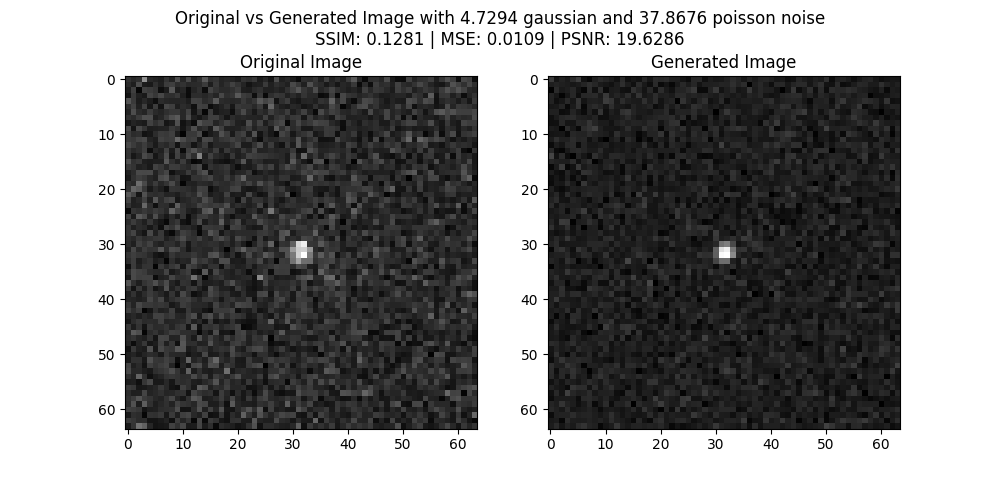 Original vs Generated Image with 4.7294 gaussian and 37.8676 poisson noise
SSIM: 0.1281 | MSE: 0.0109 | PSNR: 19.6286
Original Image
Generated Image
0
10
20
30
40
50
60
0 10 20 30 40 50 60
0
10
20
30
40
50
60
0 10 20 30 40 50 60